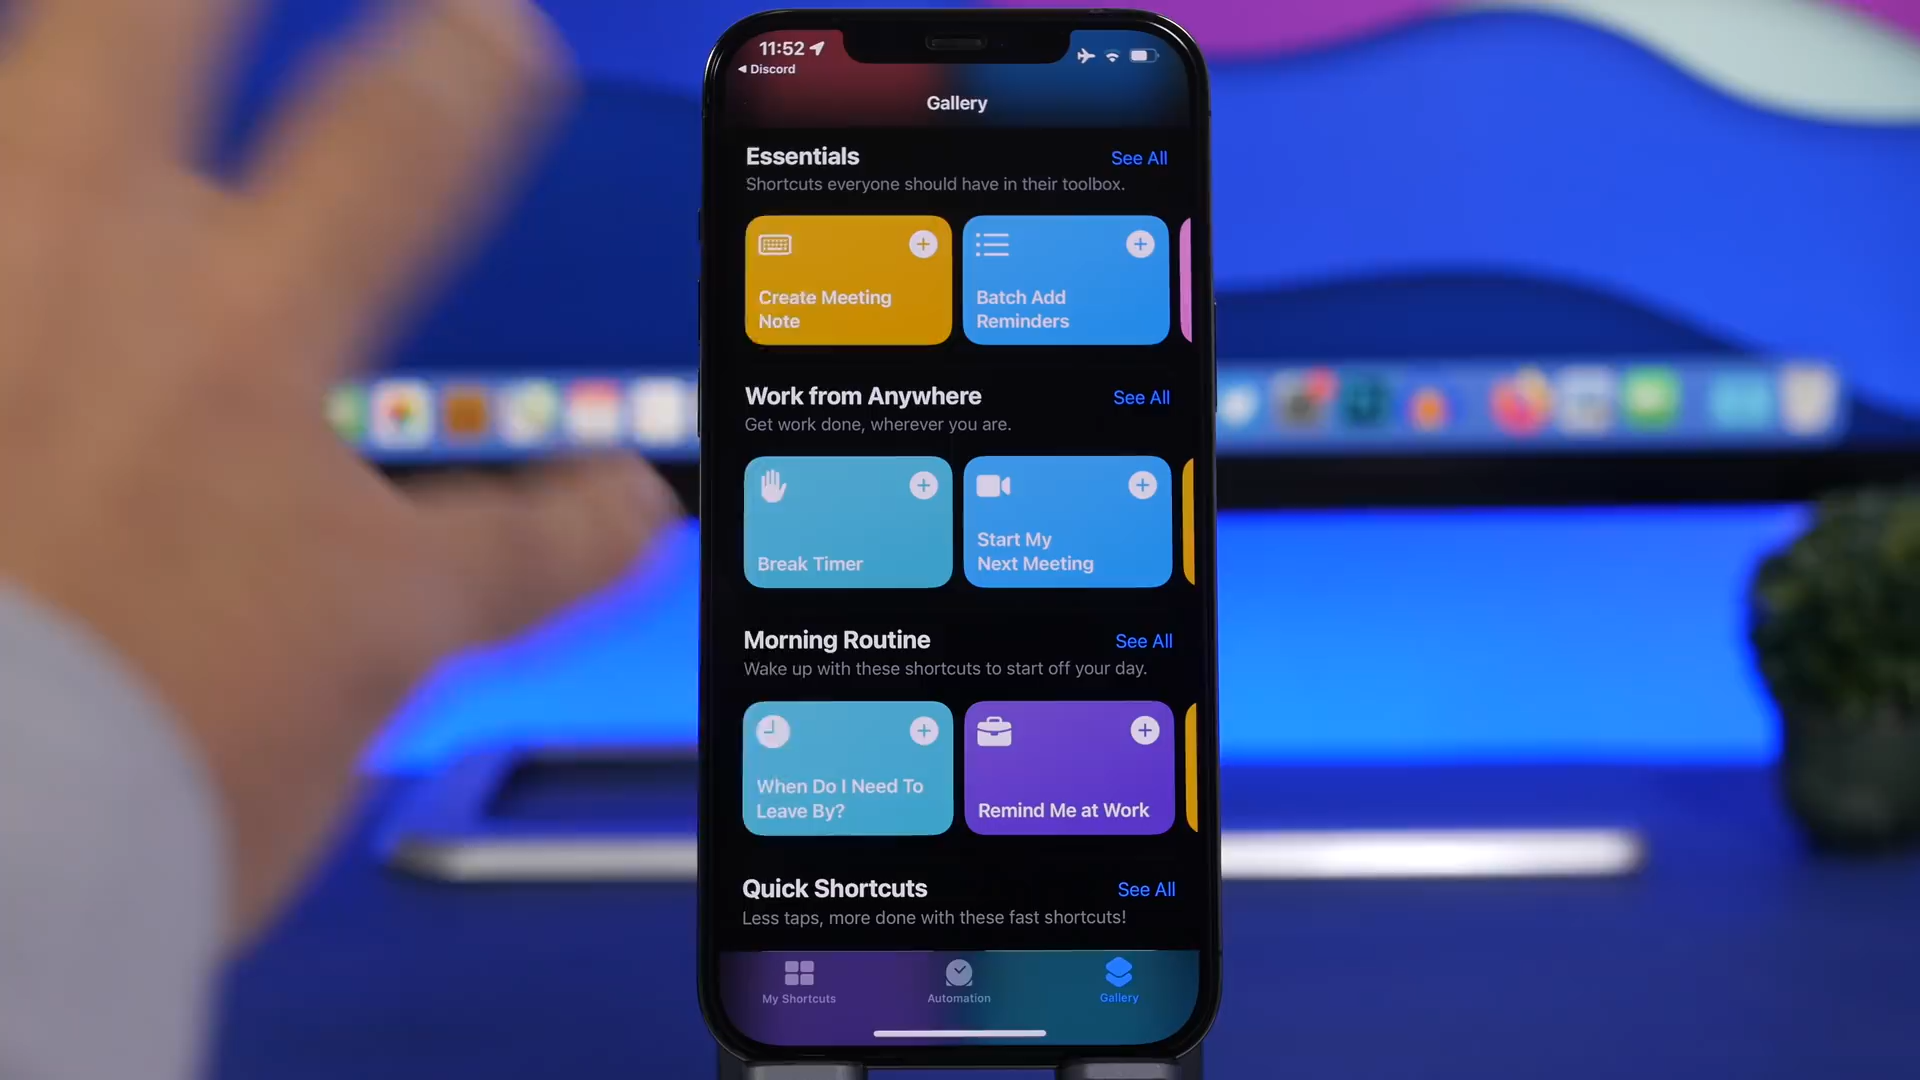 11:52
Discord
Gallery
Essentials
See All
Shortcuts everyone should have in their toolbox.
Create Meeting
Note
Batch Add
Reminders
Work from Anywhere
See All
Get work done, wherever you are.
Break Timer
Start My
Next Meeting
Morning Routine
See All
Wake up with these shortcuts to start off your day.
When Do I Need To
Leave By?
Remind Me at Work
Quick Shortcuts
See All
Less taps, more done with these fast shortcuts!
My Shortcuts
Automation
Gallery